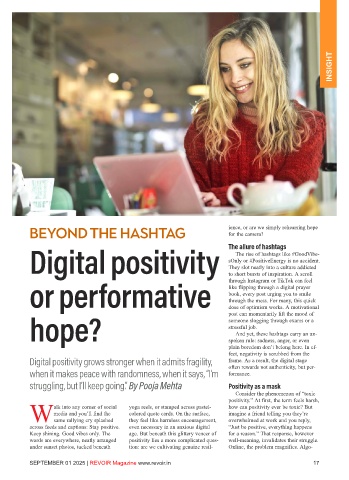 INSIGHT
BEYOND THE HASHTAG
Digital positivity
or performative
hope?
Digital positivity grows stronger when it admits fragility,
when it makes peace with randomness, when it says, "I'm
struggling, but I'll keep going." By Pooja Mehta
Walk into any corner of social
media and you'll find the
same rallying cry splashed
across feeds and captions: Stay positive.
Keep shining. Good vibes only. The
words are everywhere, neatly arranged
under sunset photos, tucked beneath
yoga reels, or stamped across pastel-
colored quote cards. On the surface,
they feel like harmless encouragement,
even necessary in an anxious digital
age. But beneath this glittery veneer of
positivity lies a more complicated ques-
tion: are we cultivating genuine resil-
ience, or are we simply rehearsing hope
for the camera?
The allure of hashtags
The rise of hashtags like #GoodVibe-
sOnly or #PositiveEnergy is no accident.
They slot neatly into a culture addicted
to short bursts of inspiration. A scroll
through Instagram or TikTok can feel
like flipping through a digital prayer
book, every post urging you to smile
through the mess. For many, this quick
dose of optimism works. A motivational
post can momentarily lift the mood of
someone slogging through exams or a
stressful job.
And yet, these hashtags carry an un-
spoken rule: sadness, anger, or even
plain boredom don't belong here. In ef-
fect, negativity is scrubbed from the
frame. As a result, the digital stage
often rewards not authenticity, but per-
formance.
Positivity as a mask
Consider the phenomenon of "toxic
positivity." At first, the term feels harsh,
how can positivity ever be toxic? But
imagine a friend telling you they're
overwhelmed at work and you reply,
"Just be positive, everything happens
for a reason." That response, however
well-meaning, invalidates their struggle.
Online, the problem magnifies. Algo-
SEPTEMBER 01 2025 | REVOIR Magazine www.revoir.in
17